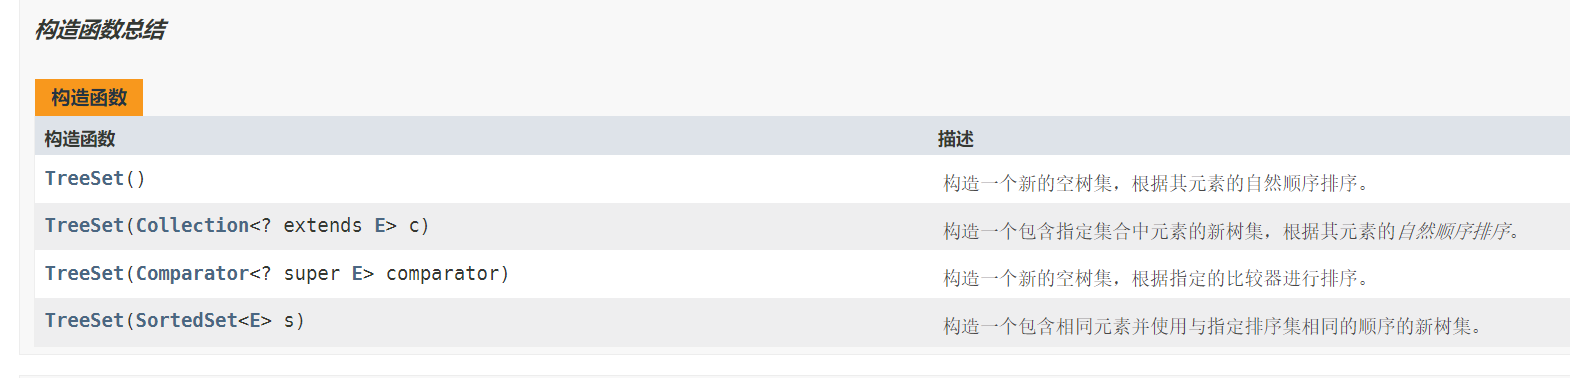 构造函数总结
构造函数
构造函数 描述
TreeSet() 构造一个新的空树集，根据其元素的自然顺序排序。
TreeSet(Collection<? extends E> c) 构造一个包含指定集合中元素的新树集，根据其元素的自然顺序排序。
TreeSet(Comparator<? super E> comparator) 构造一个新的空树集，根据指定的比较器进行排序。
TreeSet(SortedSet<E> s) 构造一个包含相同元素并使用与指定排序集相同的顺序的新树集。